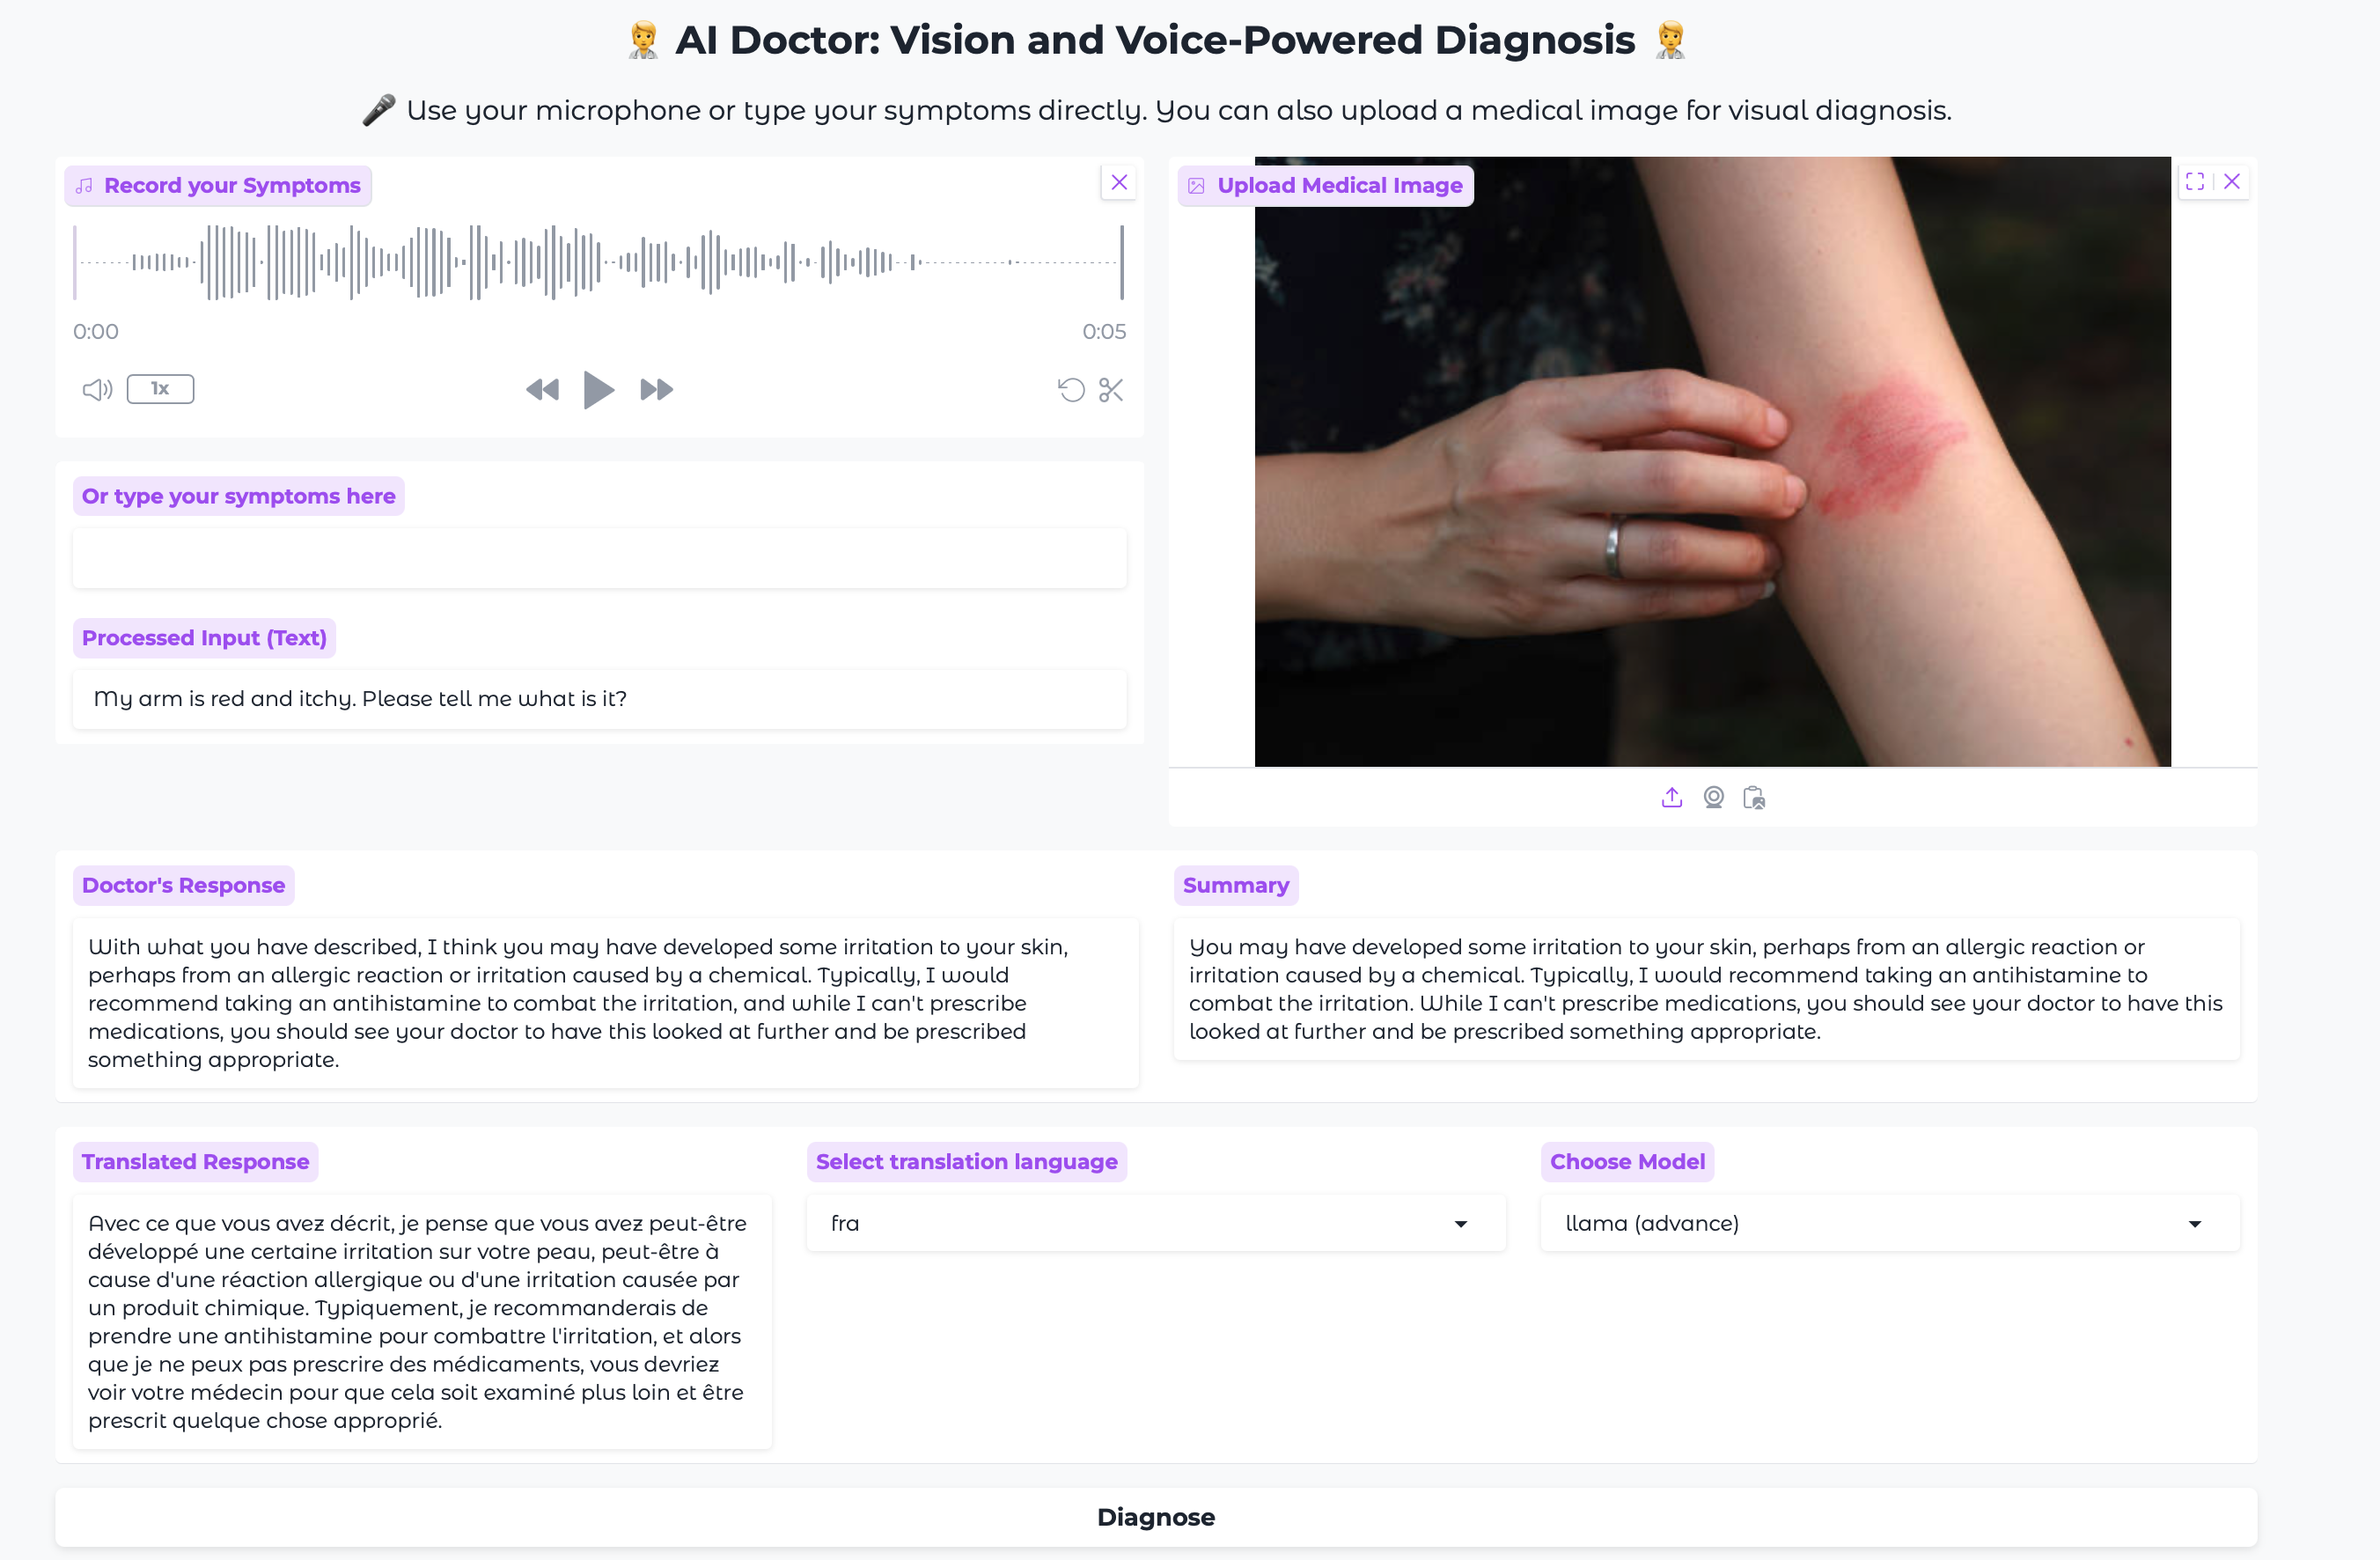 AI Doctor: Vision and Voice-Powered Diagnosis
Use your microphone or type your symptoms directly. You can also upload a medical image for visual diagnosis.
Record your Symptoms
0:00
0:05
1x
Or type your symptoms here
Processed Input (Text)
My arm is red and itchy. Please tell me what is it?
Upload Medical Image
Doctor's Response
With what you have described, I think you may have developed some irritation to your skin,
perhaps from an allergic reaction or irritation caused by a chemical. Typically, I would
recommend taking an antihistamine to combat the irritation, and while I can't prescribe
medications, you should see your doctor to have this looked at further and be prescribed
something appropriate.
Summary
You may have developed some irritation to your skin, perhaps from an allergic reaction or
irritation caused by a chemical. Typically, I would recommend taking an antihistamine to
combat the irritation. While I can't prescribe medications, you should see your doctor to have this
looked at further and be prescribed something appropriate.
Translated Response
Avec ce que vous avez décrit, je pense que vous avez peut-être
développé une certaine irritation sur votre peau, peut-être à
cause d'une réaction allergique ou d'une irritation causée par
un produit chimique. Typiquement, je recommanderais de
prendre une antihistamine pour combattre l'irritation, et alors
que je ne peux pas prescrire des médicaments, vous devriez
voir votre médecin pour que cela soit examiné plus loin et être
prescrit quelque chose approprié.
Select translation language
fra
Choose Model
llama (advance)
Diagnose